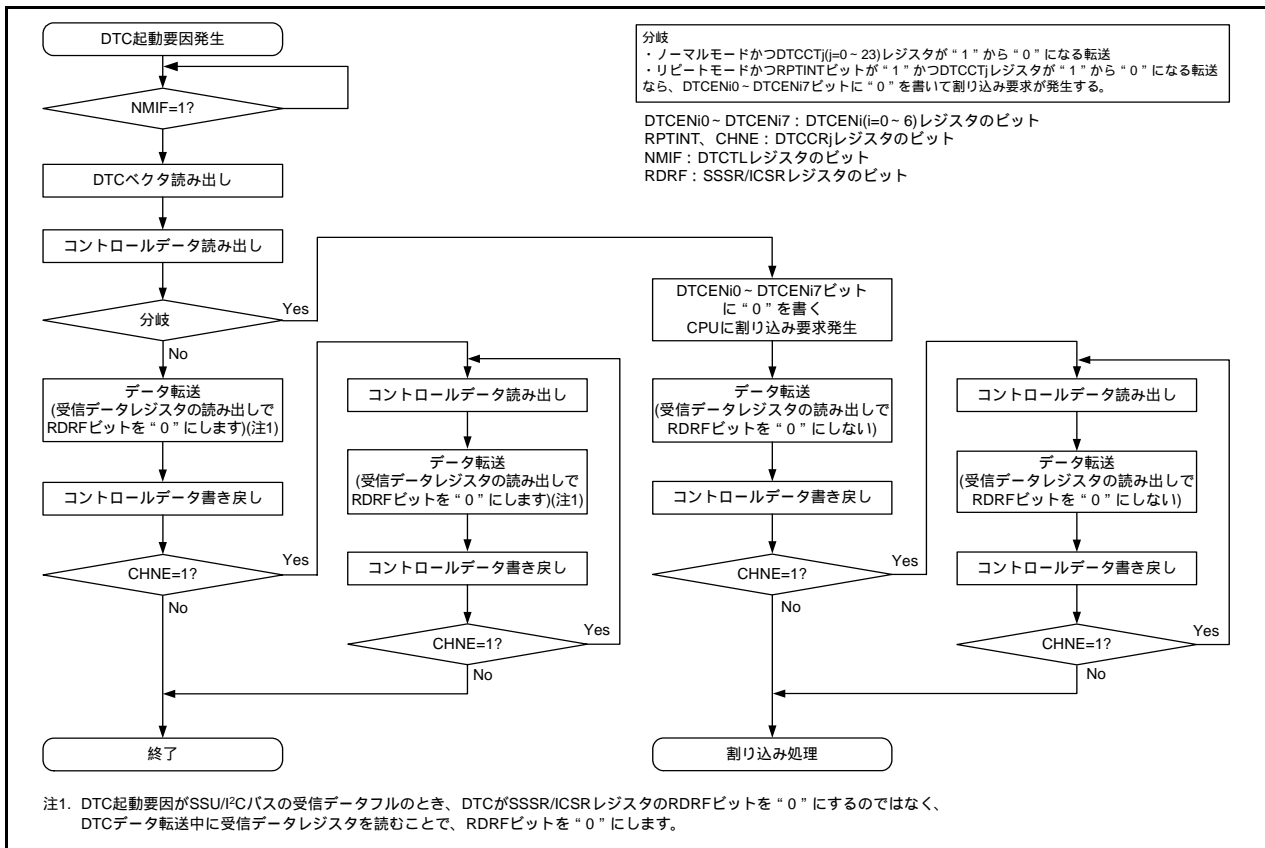 DTC起動要因発生
NMIF=1?
DTCベクタ読み出し
コントロールデータ読み出し
分岐
Yes
No
データ転送
(受信データレジスタの読み出しで
RDRFビットを“0”にします)(注1)
コントロールデータ書き戻し
CHNE=1?
Yes
No
終了
コントロールデータ読み出し
データ転送
(受信データレジスタの読み出しで
RDRFビットを“0”にします)(注1)
コントロールデータ書き戻し
CHNE=1?
Yes
No
分岐
・ノーマルモードかつDTCCTj(j=0~23)レジスタが“1”から“0”になる転送
・リピートモードかつRPTINTビットが“1”かつDTCCTjレジスタが“1”から“0”になる転送
なら、DTCENi0~DTCENi7ビットに“0”を書いて割り込み要求が発生する。
DTCENi0~DTCENi7:DTCENi(i=0~6)レジスタのビット
RPTINT、CHNE:DTCCRjレジスタのビット
NMIF:DTCTLレジスタのビット
RDRF:SSSR/ICSRレジスタのビット
DTCENi0~DTCENi7ビット
に“0”を書く
CPUに割り込み要求発生
データ転送
(受信データレジスタの読み出しで
RDRFビットを“0”にしない)
コントロールデータ書き戻し
CHNE=1?
Yes
No
割り込み処理
コントロールデータ読み出し
データ転送
(受信データレジスタの読み出しで
RDRFビットを“0”にしない)
コントロールデータ書き戻し
CHNE=1?
Yes
No
注1. DTC起動要因がSSU/I²Cバスの受信データフルのとき、DTCがSSSR/ICSRレジスタのRDRFビットを“0”にするのではなく、
DTCデータ転送中に受信データレジスタを読むことで、RDRFビットを“0”にします。